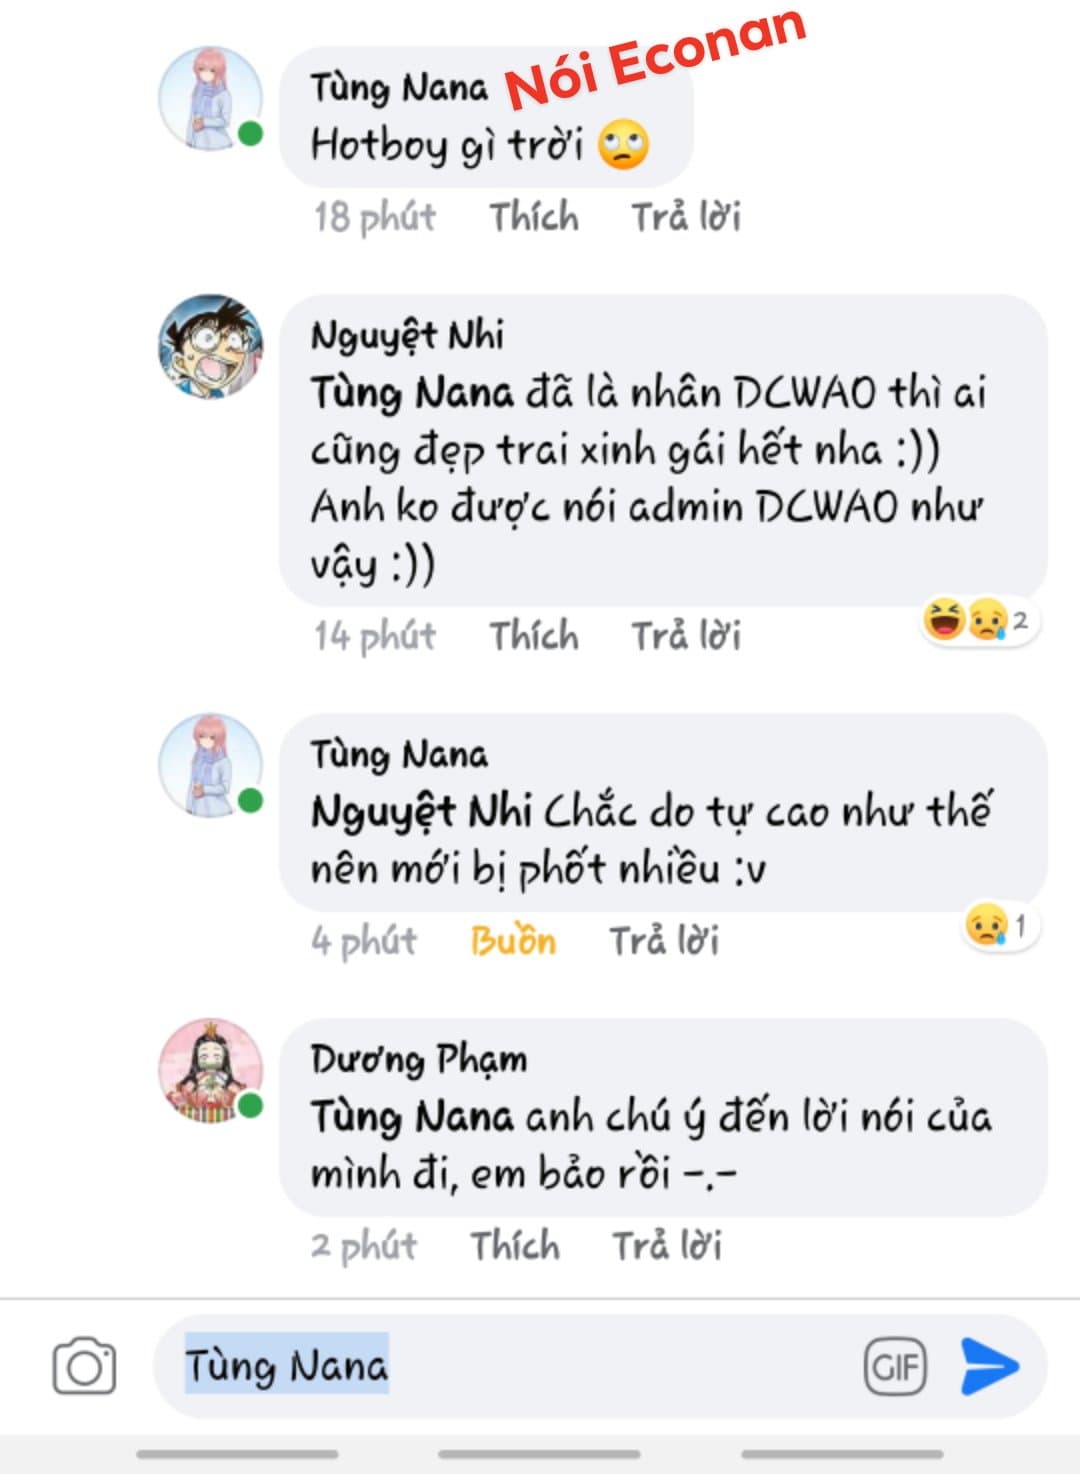 Tùng Nana Nói Econan
Hotboy gì trời 🙄
18 phút Thích Trả lời
Nguyệt Nhi
Tùng Nana đã là nhân DCWAO thì ai
cũng đẹp trai xinh gái hết nha :))
Anh ko được nói admin DCWAO như
vậy :))
14 phút Thích Trả lời 2
Tùng Nana
Nguyệt Nhi Chắc do tự cao như thế
nên mới bị phốt nhiều :v
4 phút Buồn Trả lời 1
Dương Phạm
Tùng Nana anh chú ý đến lời nói của
mình đi, em bảo rồi -.-
2 phút Thích Trả lời
Tùng Nana GIF